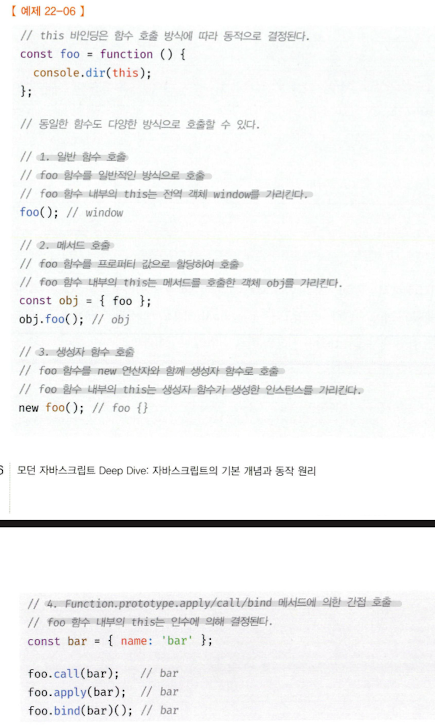 【 예제 22-06 】
// this 바인딩은 함수 호출 방식에 따라 동적으로 결정된다.
const foo = function () {
console.dir(this);
};
// 동일한 함수도 다양한 방식으로 호출할 수 있다.
// 1. 일반 함수 호출
// foo 함수를 일반적인 방식으로 호출
// foo 함수 내부의 this는 전역 객체 window를 가리킨다.
foo(); // window
// 2. 메서드 호출
// foo 함수를 프로퍼티 값으로 할당하여 호출
// foo 함수 내부의 this는 메서드를 호출한 객체 obj를 가리킨다.
const obj = { foo };
obj.foo(); // obj
// 3. 생성자 함수 호출
// foo 함수를 new 연산자와 함께 생성자 함수로 호출
// foo 함수 내부의 this는 생성자 함수가 생성한 인스턴스를 가리킨다.
new foo(); // foo {}
6 모던 자바스크립트 Deep Dive: 자바스크립트의 기본 개념과 동작 원리
// 4. Function.prototype.apply/call/bind 메서드에 의한 간접 호출
// foo 함수 내부의 this는 인수에 의해 결정된다.
const bar = { name: 'bar' };
foo.call(bar); // bar
foo.apply(bar); // bar
foo.bind(bar)(); // bar